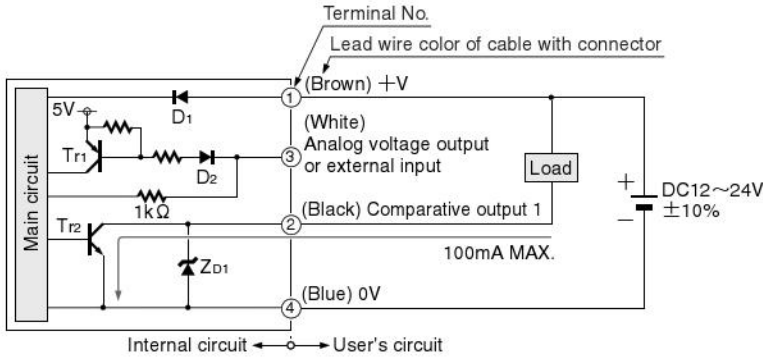 Terminal No.
Lead wire color of cable with connector
(Brown) +V
1
5V
D1
(White)
Analog voltage output
or external input
3
Tr1
D2
Main circuit
1kΩ
Load
+
−
DC12～24V
±10%
(Black) Comparative output 1
2
Tr2
100mA MAX.
ZD1
(Blue) 0V
4
Internal circuit
User's circuit